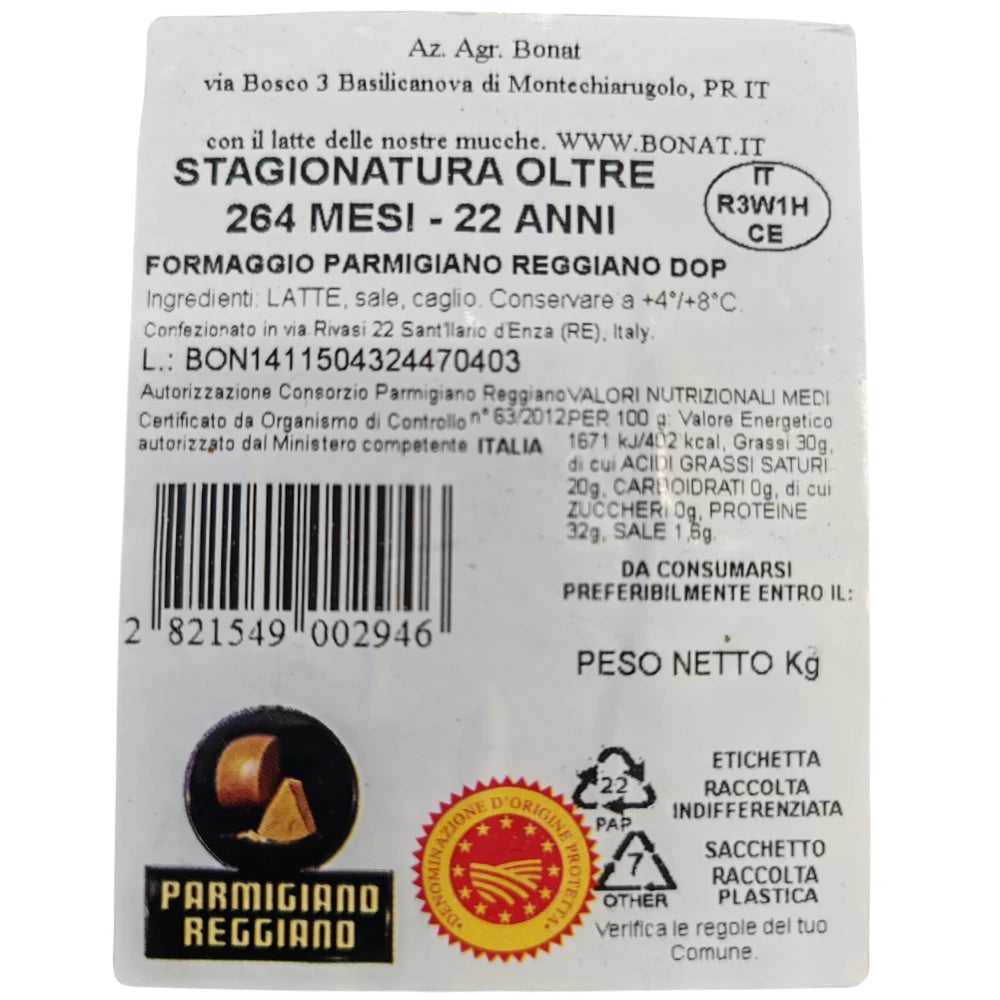 Az. Agr. Bonat
via Bosco 3 Basilicanova di Montechiarugolo, PR IT
con il latte delle nostre mucche. WWW.BONAT.IT
STAGIONATURA OLTRE
264 MESI - 22 ANNI
IT
R3W1H
CE
FORMAGGIO PARMIGIANO REGGIANO DOP
Ingredienti: LATTE, sale, caglio. Conservare a +4°/+8°C.
Confezionato in via Rivasi 22 Sant'Ilario d'Enza (RE), Italy.
L.: BON1411504324470403
Autorizzazione Consorzio Parmigiano Reggiano
Certificato da Organismo di Controllo n° 63/2012
autorizzato dal Ministero competente ITALIA
VALORI NUTRIZIONALI MEDI
PER 100 g: Valore Energetico
1671 kJ/402 kcal, Grassi 30g,
di cui ACIDI GRASSI SATURI
20g, CARBOIDRATI 0g, di cui
ZUCCHERI 0g, PROTEINE
32g, SALE 1,6g.
DA CONSUMARSI
PREFERIBILMENTE ENTRO IL:
2 821549 002946
PESO NETTO Kg
PARMIGIANO
REGGIANO
DENOMINAZIONE D'ORIGINE PROTETTA
22
PAP
ETICHETTA
RACCOLTA
INDIFFERENZIATA
7
OTHER
SACCHETTO
RACCOLTA
PLASTICA
Verifica le regole del tuo
Comune.